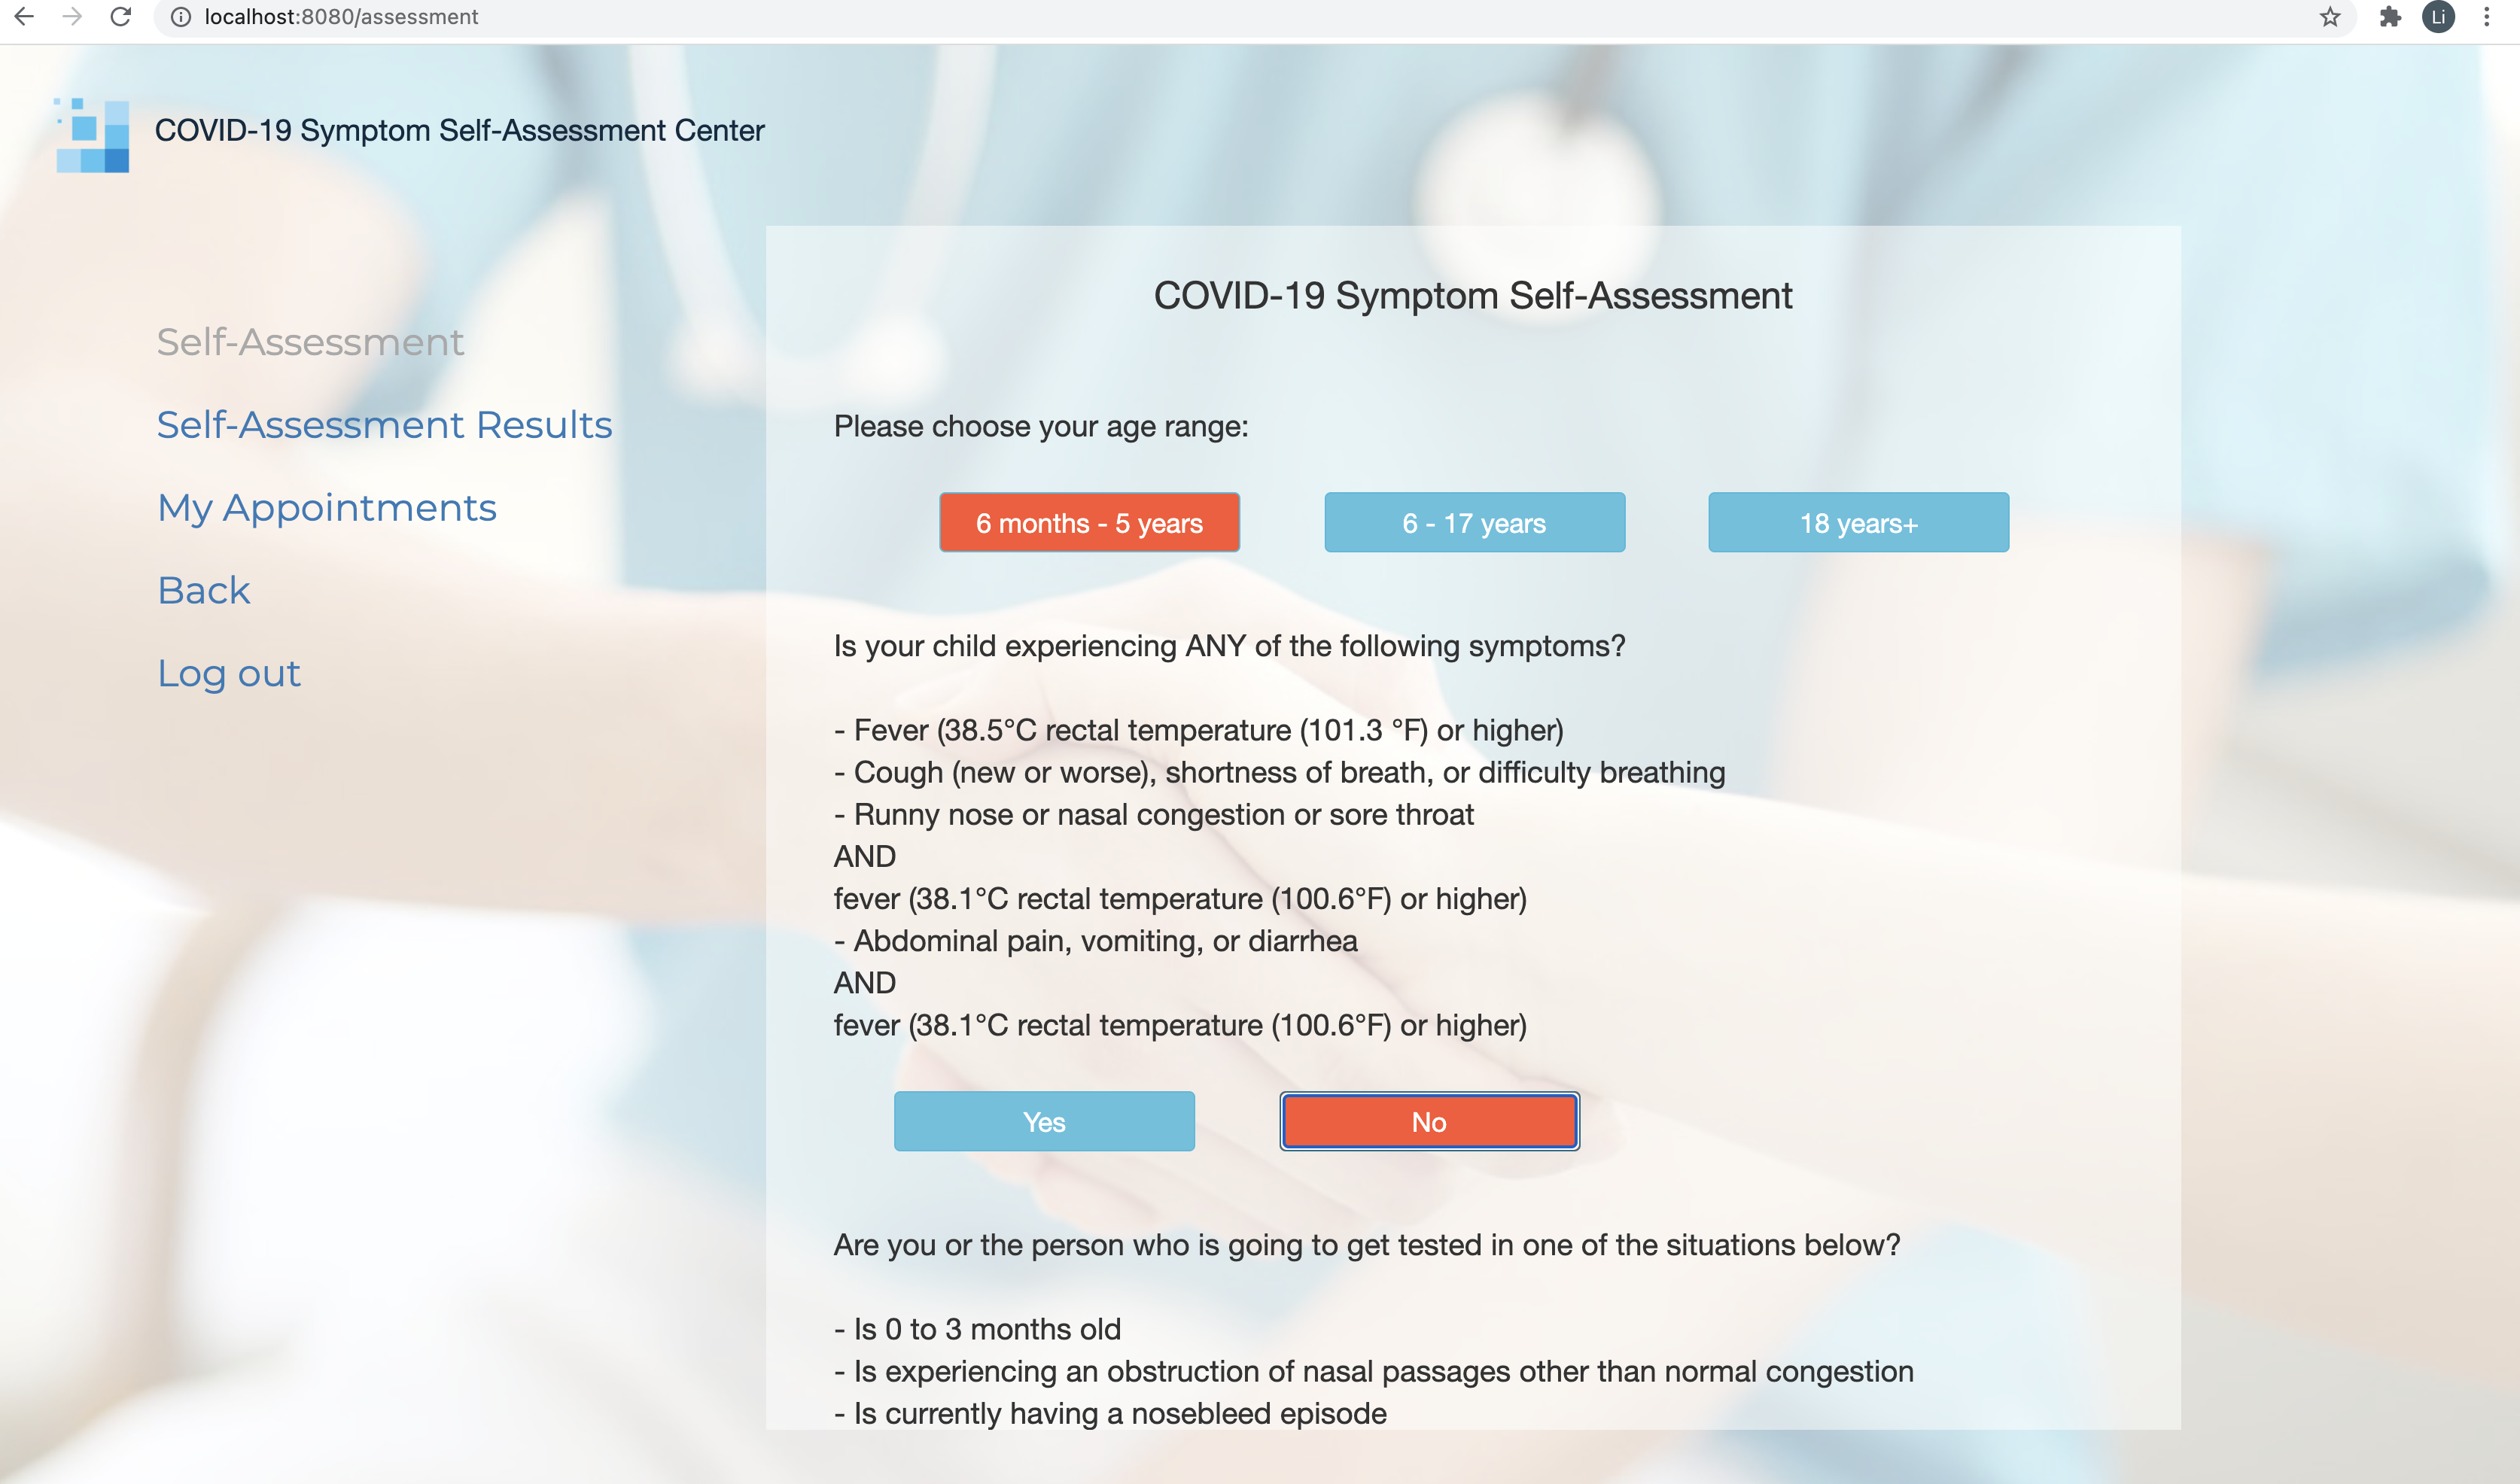 localhost:8080/assessment
Li
COVID-19 Symptom Self-Assessment Center
Self-Assessment
Self-Assessment Results
My Appointments
Back
Log out
COVID-19 Symptom Self-Assessment
Please choose your age range:
6 months - 5 years
6 - 17 years
18 years+
Is your child experiencing ANY of the following symptoms?
- Fever (38.5°C rectal temperature (101.3 °F) or higher)
- Cough (new or worse), shortness of breath, or difficulty breathing
- Runny nose or nasal congestion or sore throat
AND
fever (38.1°C rectal temperature (100.6°F) or higher)
- Abdominal pain, vomiting, or diarrhea
AND
fever (38.1°C rectal temperature (100.6°F) or higher)
Yes
No
Are you or the person who is going to get tested in one of the situations below?
- Is 0 to 3 months old
- Is experiencing an obstruction of nasal passages other than normal congestion
- Is currently having a nosebleed episode